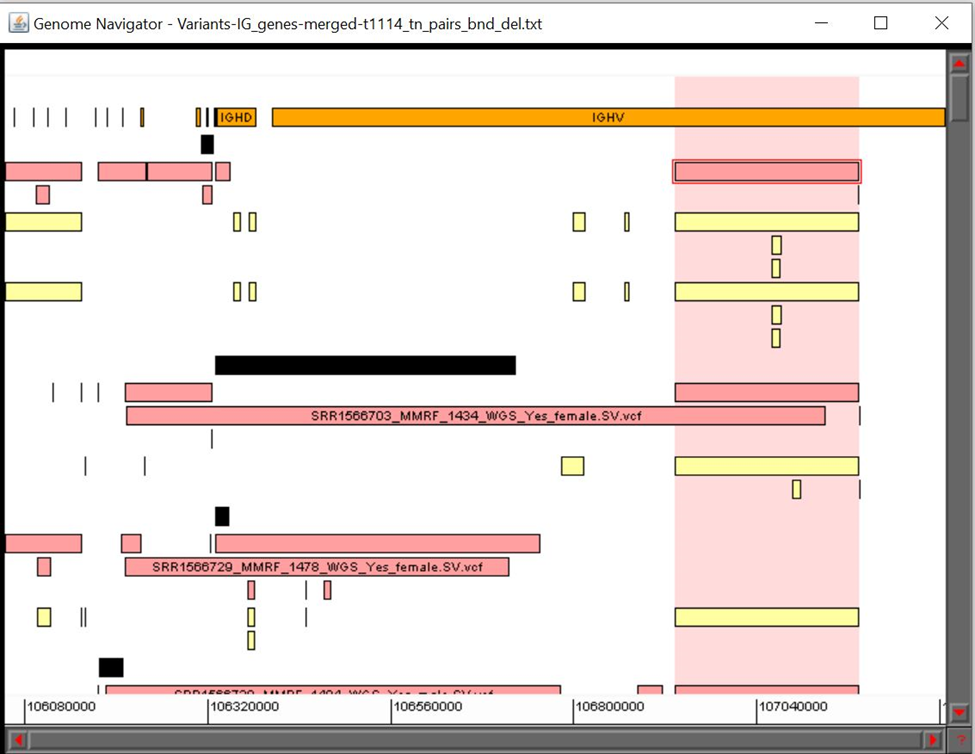 Genome Navigator - Variants-IG_genes-merged-t1114_tn_pairs_bnd_del.txt
IGHD IGHV
SRR1566703_MMRF_1434_WGS_Yes_female.SV.vcf
SRR1566729_MMRF_1478_WGS_Yes_female.SV.vcf
106080000 106320000 106560000 106800000 107040000
?